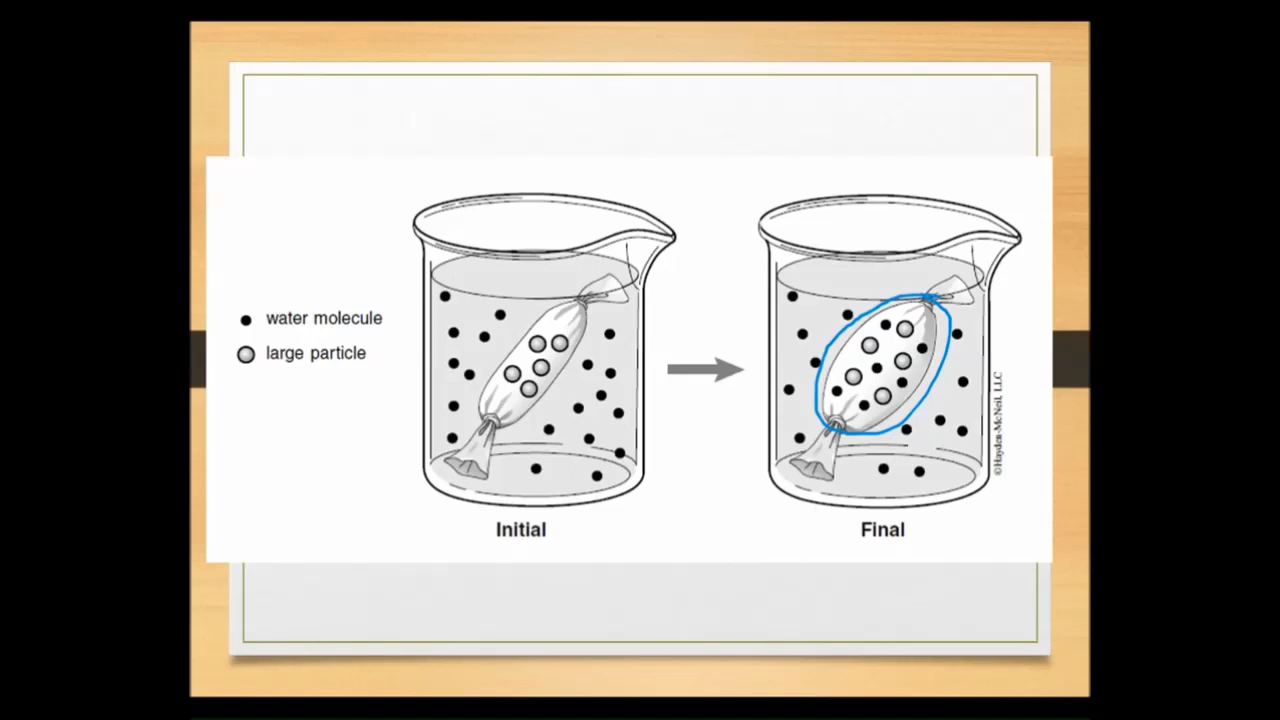 water molecule
large particle
Initial
Final
©Hayden-McNeil, LLC